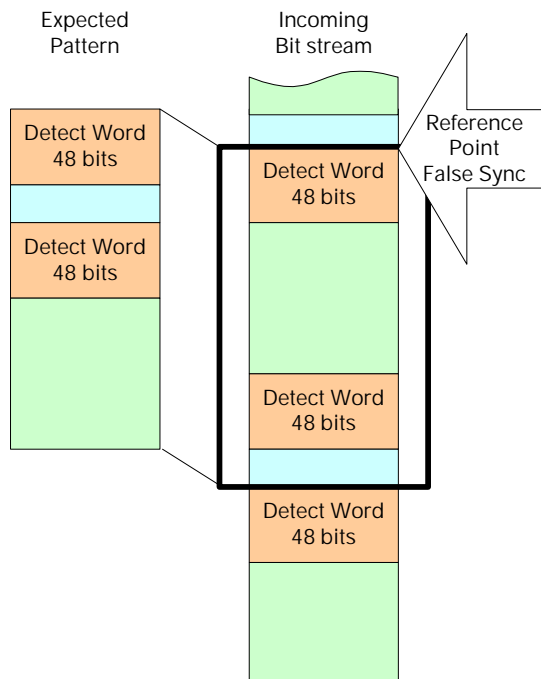 Expected
Pattern
Incoming
Bit stream
Detect Word
48 bits
Detect Word
48 bits
Reference
Point
False Sync
Detect Word
48 bits
Detect Word
48 bits
Detect Word
48 bits